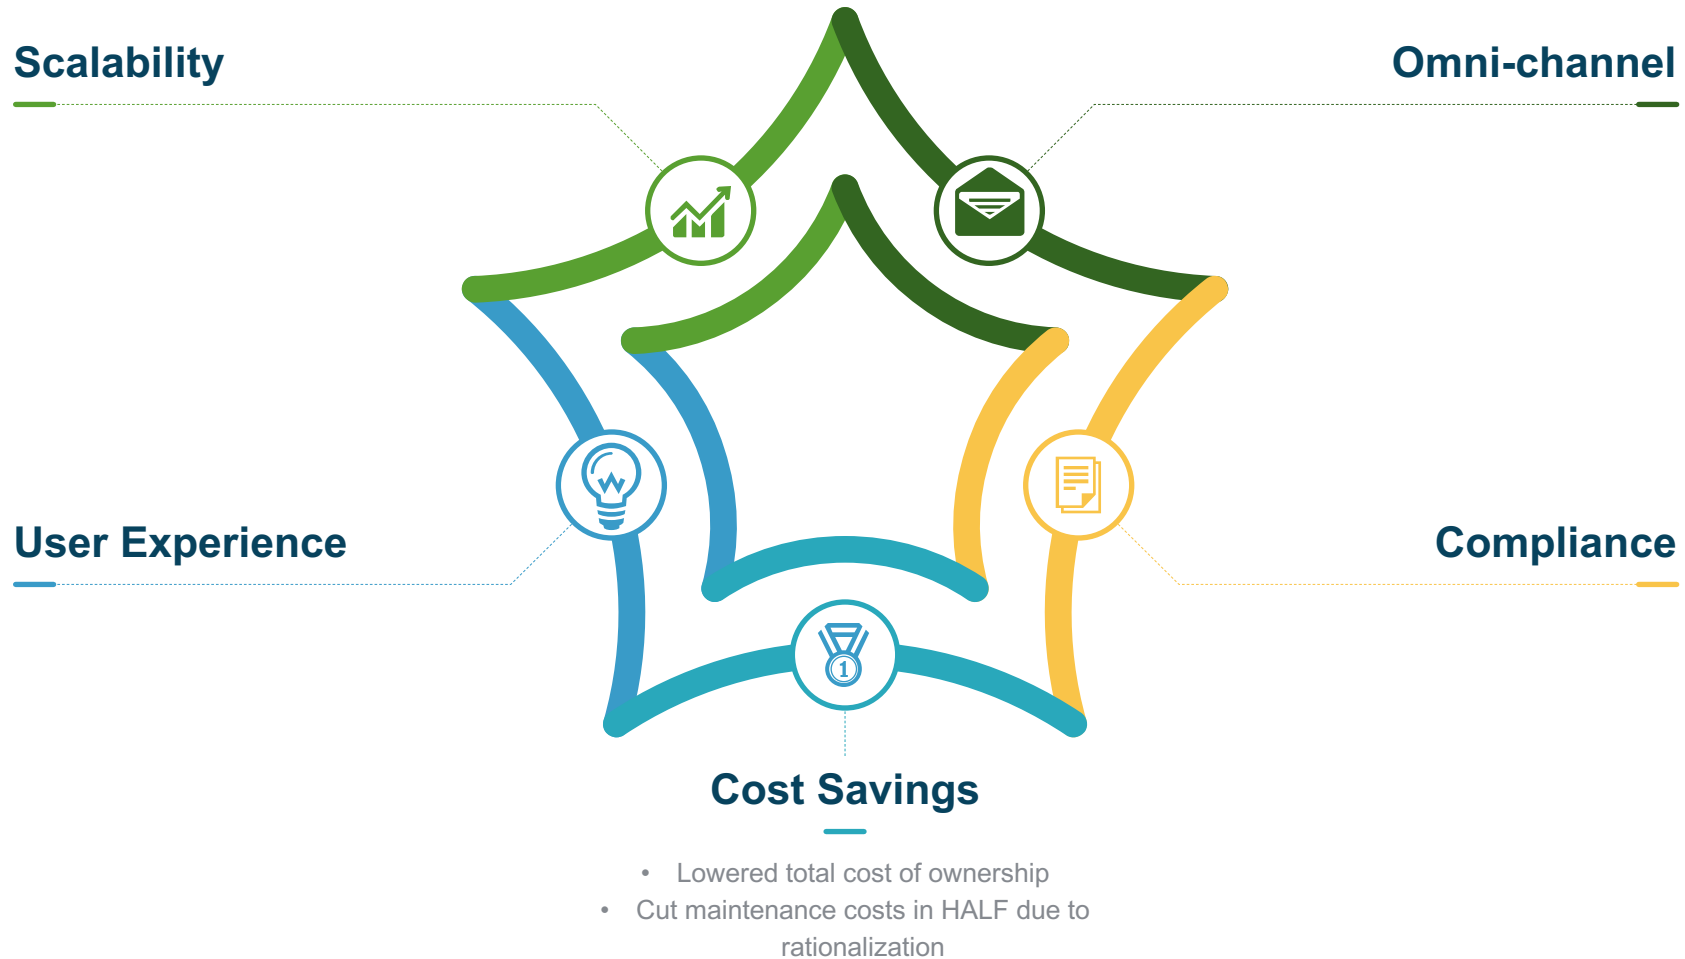 Scalability
Omni-channel
User Experience
Compliance
1
Cost Savings
• Lowered total cost of ownership
• Cut maintenance costs in HALF due to
rationalization